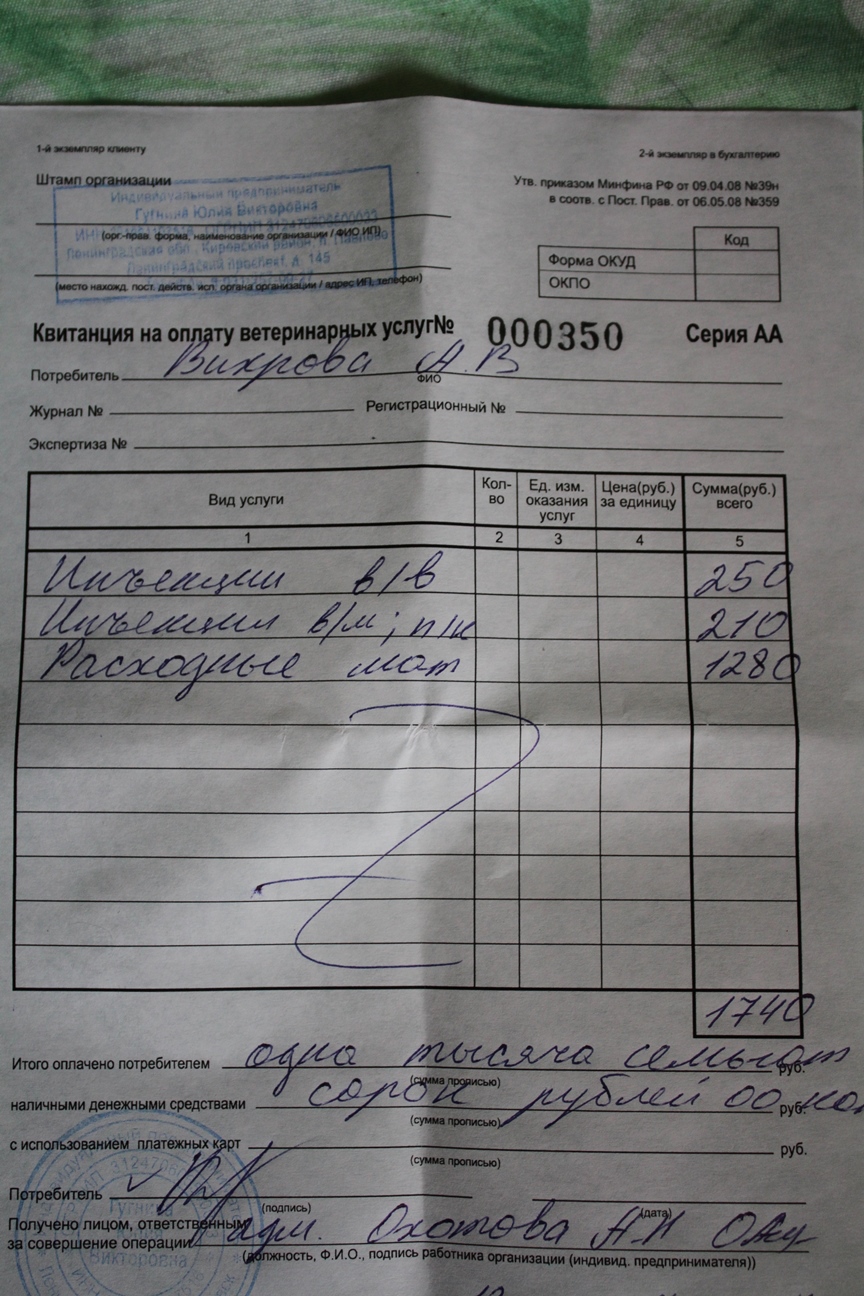 1-й экземпляр клиенту
2-й экземпляр в бухгалтерию
Штамп организации
Утв. приказом Минфина РФ от 09.04.08 №39н
в соотв. с Пост. Прав. от 06.05.08 №359
Индивидуальный предприниматель
Гугнина Юлия Викторовна
(орг.-прав. форма, наименование организации / ФИО ИП)
Ленинградская обл., Кировский район, п. Павлово
Ленинградский проспект, д. 145
(место нахожд. пост. действ. исп. органа организации / адрес ИП, телефон)
Код
Форма ОКУД
ОКПО
Квитанция на оплату ветеринарных услуг№ 000350 Серия АА
Потребитель Вихрова А.В
ФИО
Журнал № Регистрационный №
Экспертиза №
Вид услуги Кол-во Ед. изм. оказания услуг Цена(руб.) за единицу Сумма(руб.) всего
1 2 3 4 5
Инъекции в/в 250
Инъекции в/м; п/к 210
Расходные мат 1280
1740
Итого оплачено потребителем одна тысяча семьсот руб.
(сумма прописью)
наличными денежными средствами сорок рублей 00 коп руб.
(сумма прописью)
с использованием платежных карт руб.
(сумма прописью)
Потребитель
(подпись) (дата)
Получено лицом, ответственным
за совершение операции адм. Охотова А.Н
(должность, Ф.И.О., подпись работника организации (индивид. предпринимателя))
Гугнина
Юлия
Викторовна